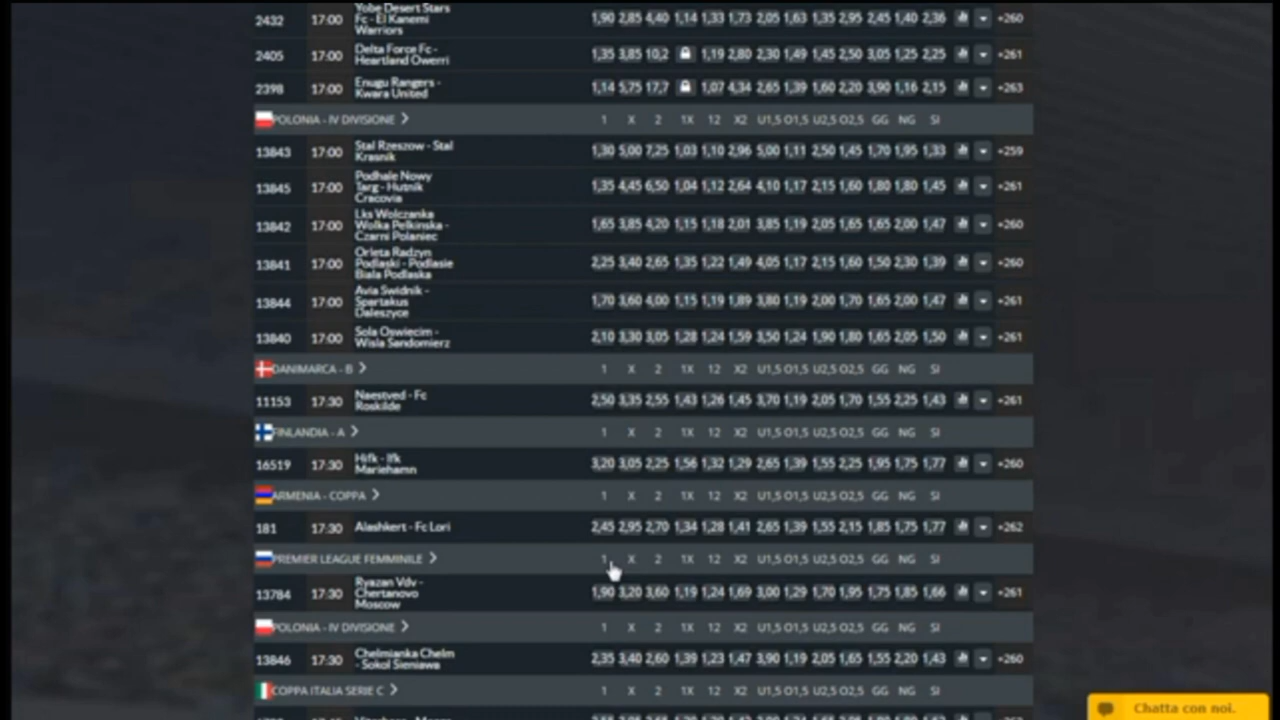 Yobe Desert Stars
2432 17:00 Fc - El Kanemi 1,90 2,85 4,40 1,14 1,33 1,73 2,05 1,63 1,35 2,95 2,45 1,40 2,36 +260
Warriors
2405 17:00 Delta Force Fc - 1,35 3,85 10,2 1,19 2,80 2,30 1,49 1,45 2,50 3,05 1,25 2,25 +261
Heartland Owerri
2398 17:00 Enugu Rangers - 1,14 5,75 17,7 1,07 4,34 2,65 1,39 1,60 2,20 3,90 1,16 2,15 +263
Kwara United
POLONIA - IV DIVISIONE 1 X 2 1X 12 X2 U1,5 O1,5 U2,5 O2,5 GG NG SI
13843 17:00 Stal Rzeszow - Stal 1,30 5,00 7,25 1,03 1,10 2,96 5,00 1,11 2,50 1,45 1,70 1,95 1,33 +259
Krasnik
Podhale Nowy
13845 17:00 Targ - Hutnik 1,35 4,45 6,50 1,04 1,12 2,64 4,10 1,17 2,15 1,60 1,80 1,80 1,45 +261
Cracovia
Lks Wolczanka
13842 17:00 Wolka Pelkinska - 1,65 3,85 4,20 1,15 1,18 2,01 3,85 1,19 2,05 1,65 1,65 2,00 1,47 +260
Czarni Polaniec
Orleta Radzyn
13841 17:00 Podlaski - Podlasie 2,25 3,40 2,65 1,35 1,22 1,49 4,05 1,17 2,15 1,60 1,50 2,30 1,39 +260
Biala Podlaska
Avia Swidnik -
13844 17:00 Spartakus 1,70 3,60 4,00 1,15 1,19 1,89 3,80 1,19 2,00 1,70 1,65 2,00 1,47 +261
Daleszyce
13840 17:00 Sola Oswiecim - 2,10 3,30 3,05 1,28 1,24 1,59 3,50 1,24 1,90 1,80 1,65 2,05 1,50 +261
Wisla Sandomierz
DANIMARCA - B 1 X 2 1X 12 X2 U1,5 O1,5 U2,5 O2,5 GG NG SI
11153 17:30 Naestved - Fc 2,50 3,35 2,55 1,43 1,26 1,45 3,70 1,19 2,05 1,70 1,55 2,25 1,43 +261
Roskilde
FINLANDIA - A 1 X 2 1X 12 X2 U1,5 O1,5 U2,5 O2,5 GG NG SI
16519 17:30 Hifk - Ifk 3,20 3,05 2,25 1,56 1,32 1,29 2,65 1,39 1,55 2,25 1,95 1,75 1,77 +260
Mariehamn
ARMENIA - COPPA 1 X 2 1X 12 X2 U1,5 O1,5 U2,5 O2,5 GG NG SI
181 17:30 Alashkert - Fc Lori 2,45 2,95 2,70 1,34 1,28 1,41 2,65 1,39 1,55 2,15 1,85 1,75 1,77 +262
PREMIER LEAGUE FEMMINILE 1 X 2 1X 12 X2 U1,5 O1,5 U2,5 O2,5 GG NG SI
Ryazan Vdv -
13784 17:30 Chertanovo 1,90 3,20 3,60 1,19 1,24 1,69 3,00 1,29 1,70 1,95 1,75 1,85 1,66 +261
Moscow
POLONIA - IV DIVISIONE 1 X 2 1X 12 X2 U1,5 O1,5 U2,5 O2,5 GG NG SI
13846 17:30 Chelmianka Chelm 2,35 3,40 2,60 1,39 1,23 1,47 3,90 1,19 2,05 1,65 1,55 2,20 1,43 +260
- Sokol Sieniawa
COPPA ITALIA SERIE C 1 X 2 1X 12 X2 U1,5 O1,5 U2,5 O2,5 GG NG SI
Chatta con noi.